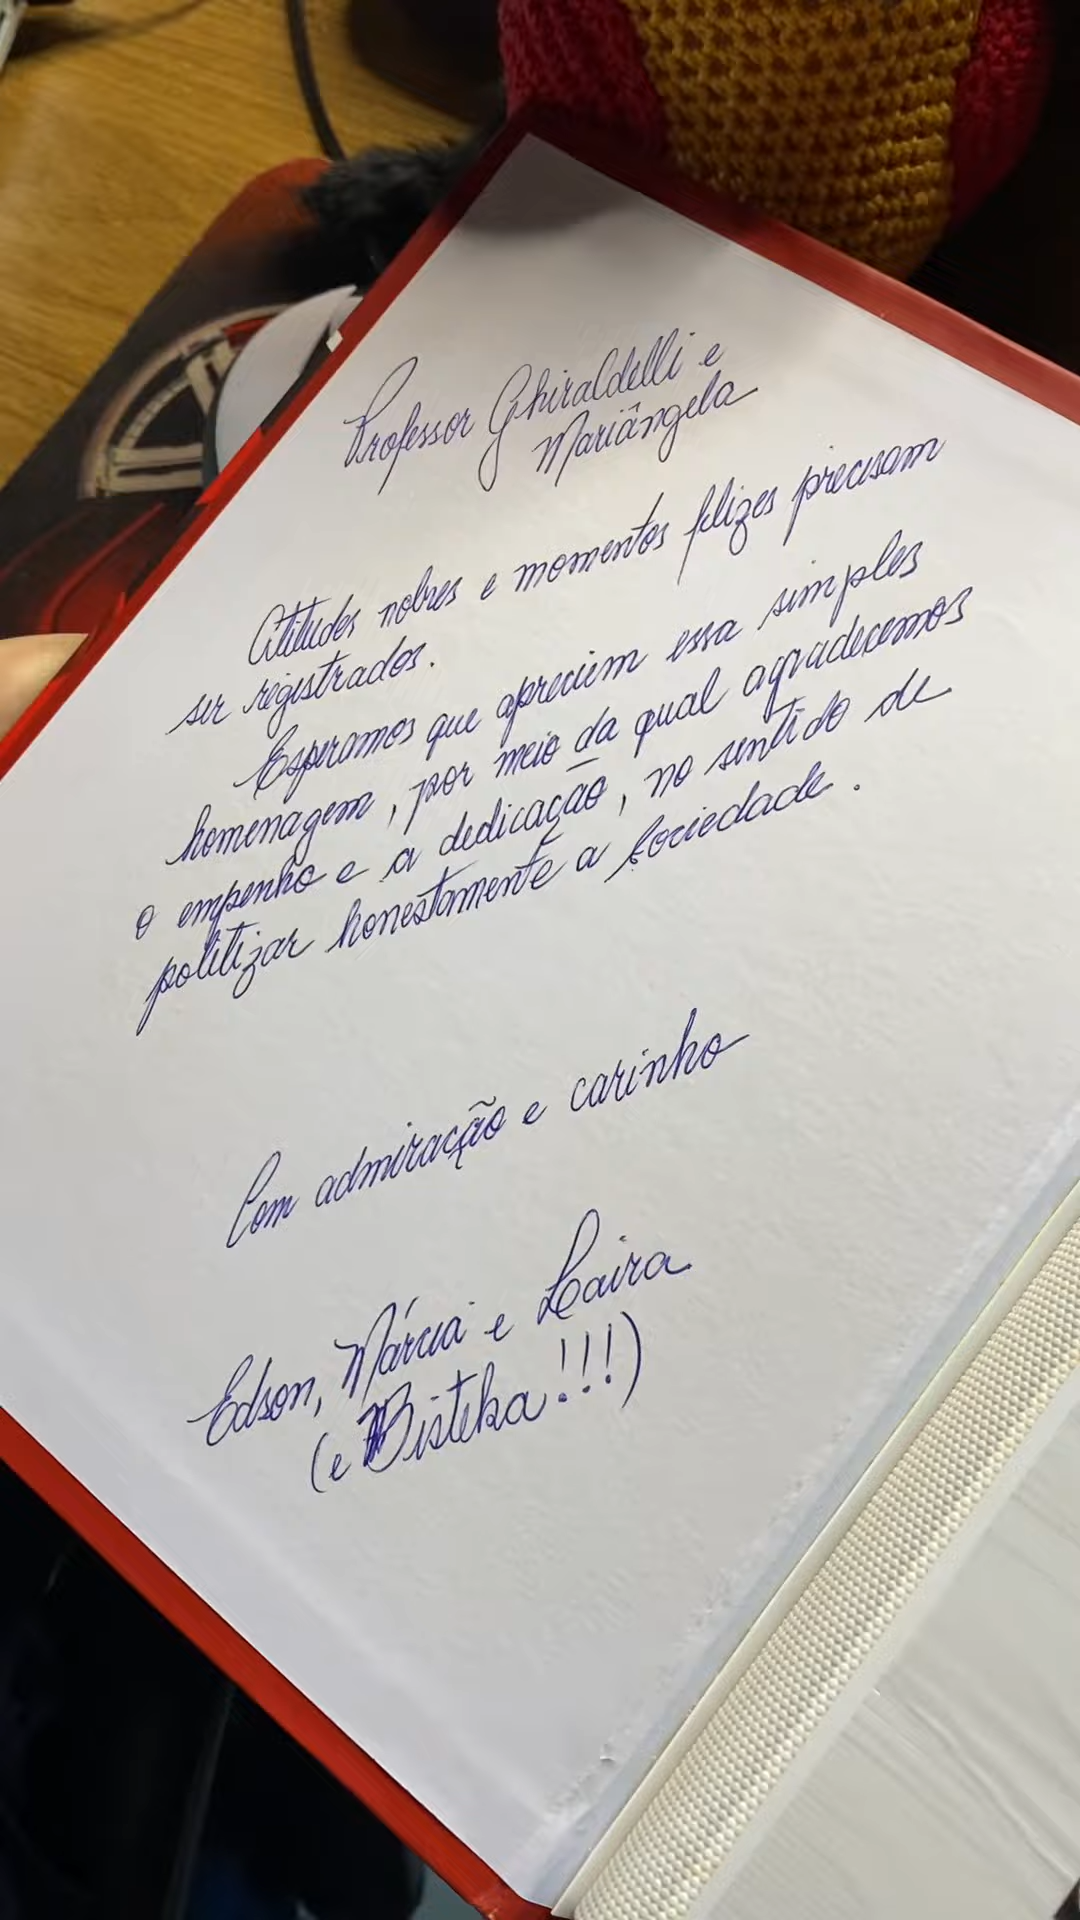 Professor Ghiraldelli e
Mariângela
Atitudes nobres e momentos felizes precisam
ser registrados.
Esperamos que apreciem essa simples
homenagem, por meio da qual agradecemos
o empenho e a dedicação, no sentido de
politizar honestamente a sociedade.
Com admiração e carinho
Edson, Márcia e Laira
(e Bisteka!!!)